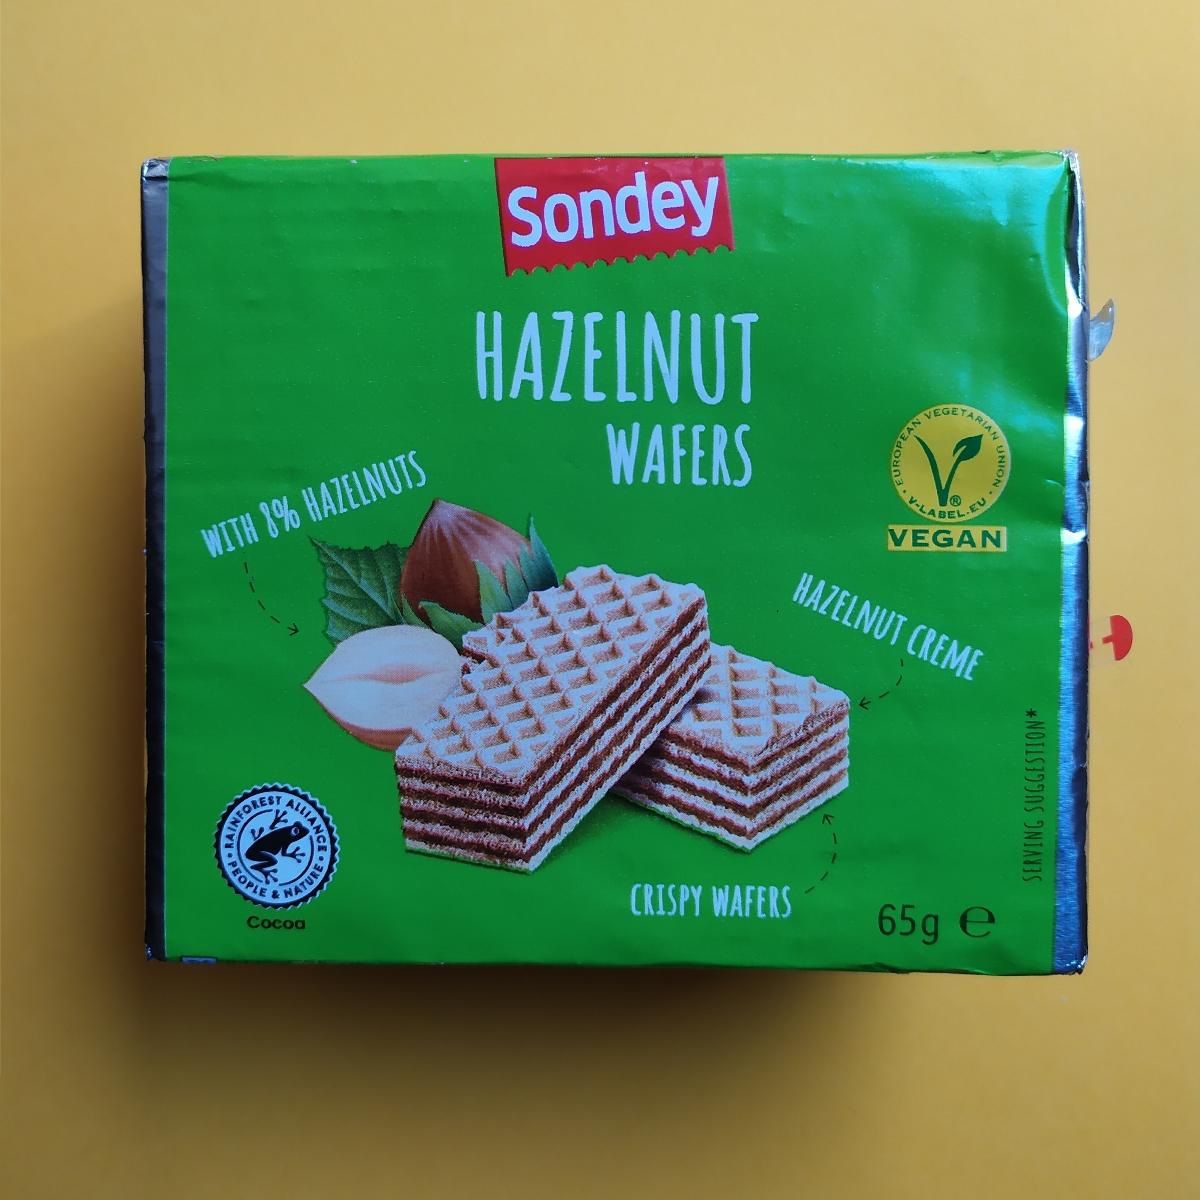 Sondey
HAZELNUT
WAFERS
WITH 8% HAZELNUTS
EUROPEAN VEGETARIAN UNION
V-LABEL.EU
®
VEGAN
HAZELNUT CREME
SERVING SUGGESTION*
RAINFOREST ALLIANCE
PEOPLE & NATURE
Cocoa
CRISPY WAFERS
65g ℮